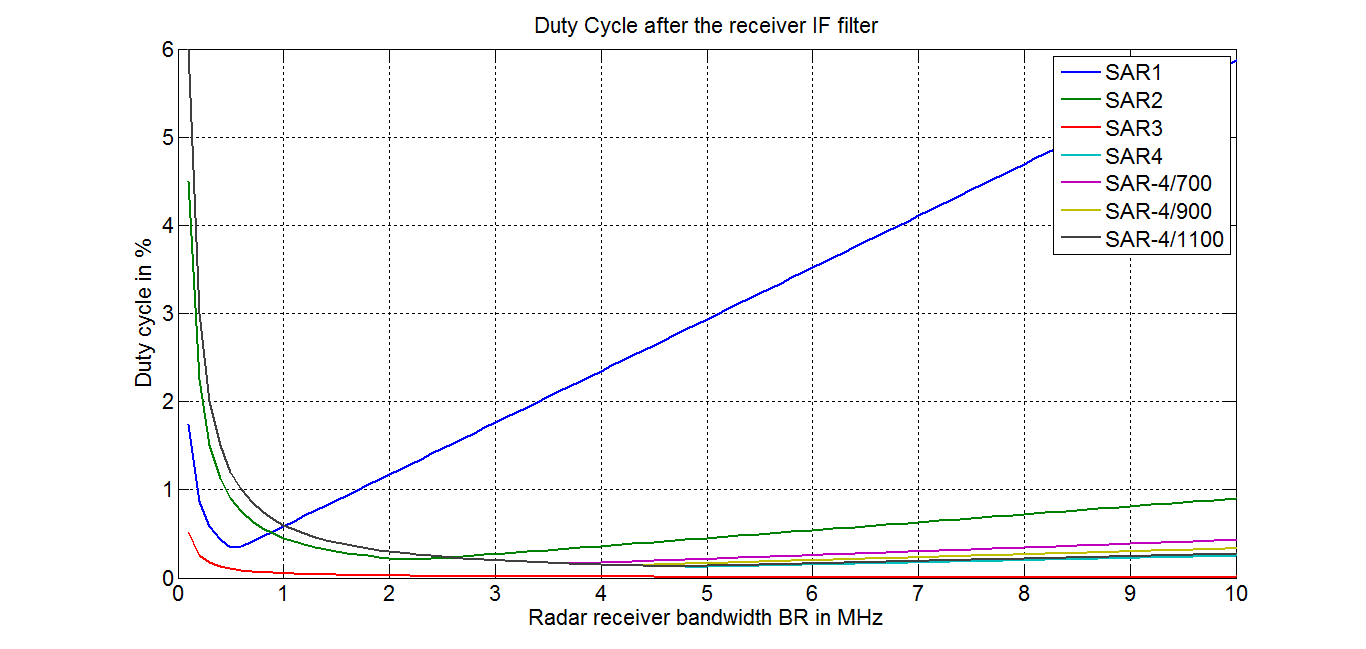 Duty Cycle after the receiver IF filter
6
5
4
3
2
1
0
Duty cycle in %
SAR1
SAR2
SAR3
SAR4
SAR-4/700
SAR-4/900
SAR-4/1100
0 1 2 3 4 5 6 7 8 9 10
Radar receiver bandwidth BR in MHz